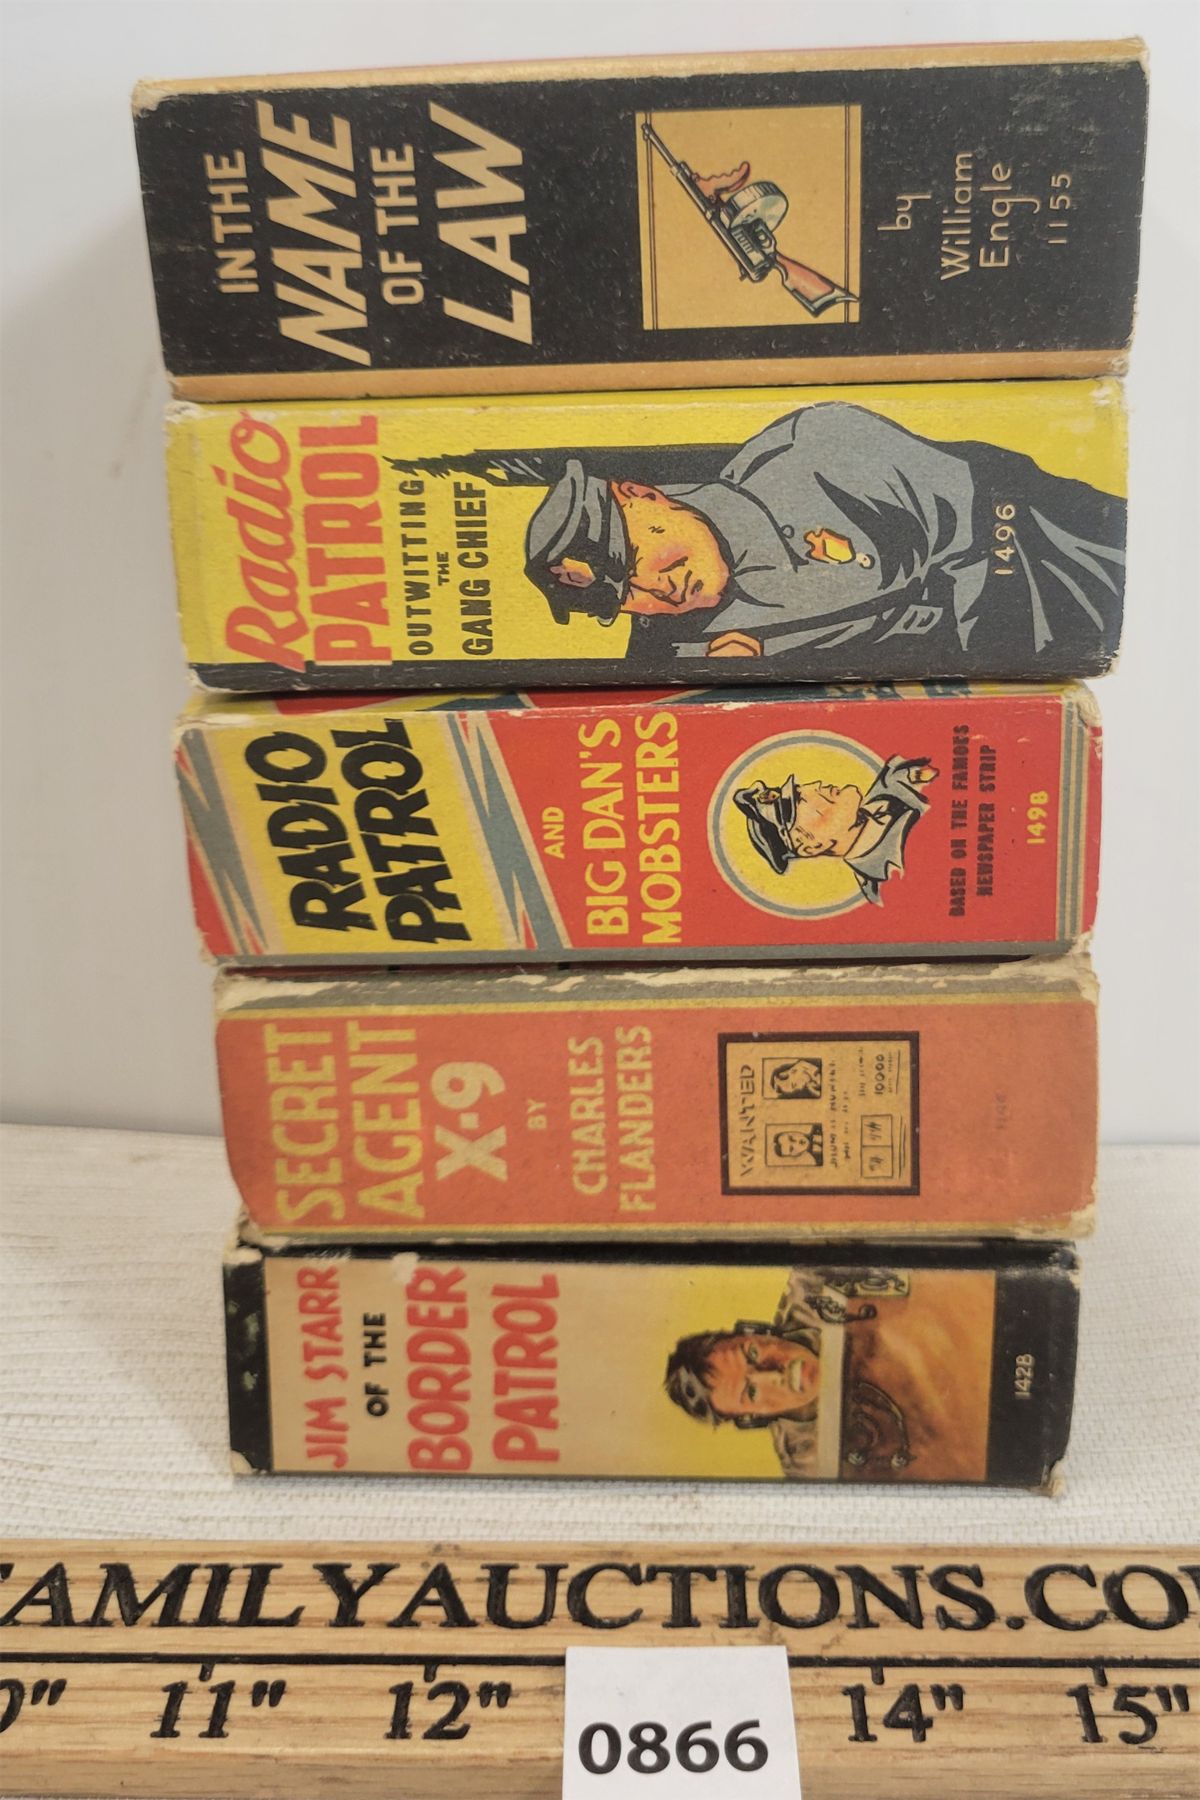 IN THE
NAME
OF THE
LAW
by
William
Engle
1155
Radio
PATROL
OUTWITTING
THE
GANG CHIEF
1496
RADIO
PATROL
AND
BIG DAN'S
MOBSTERS
BASED ON THE FAMOUS
NEWSPAPER STRIP
1498
SECRET
AGENT
X-9
BY
CHARLES
FLANDERS
WANTED
10000
JIM STARR
OF THE
BORDER
PATROL
1428
FAMILYAUCTIONS.CO
0" 11" 12" 14" 15"
0866